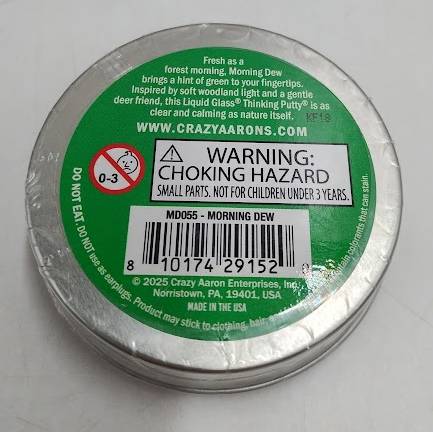 Fresh as a
forest morning, Morning Dew
brings a hint of green to your fingertips.
Inspired by soft woodland light and a gentle
deer friend, this Liquid Glass® Thinking Putty® is as
clear and calming as nature itself.
KF18
WWW.CRAZYAARONS.COM
0-3
WARNING:
CHOKING HAZARD
SMALL PARTS. NOT FOR CHILDREN UNDER 3 YEARS.
MD055 - MORNING DEW
8 10174 29152 0
© 2025 Crazy Aaron Enterprises, Inc.
Norristown, PA, 19401, USA
MADE IN THE USA
DO NOT EAT. DO NOT use as earplugs. Product may stick to clothing, hair, colorants that can stain.